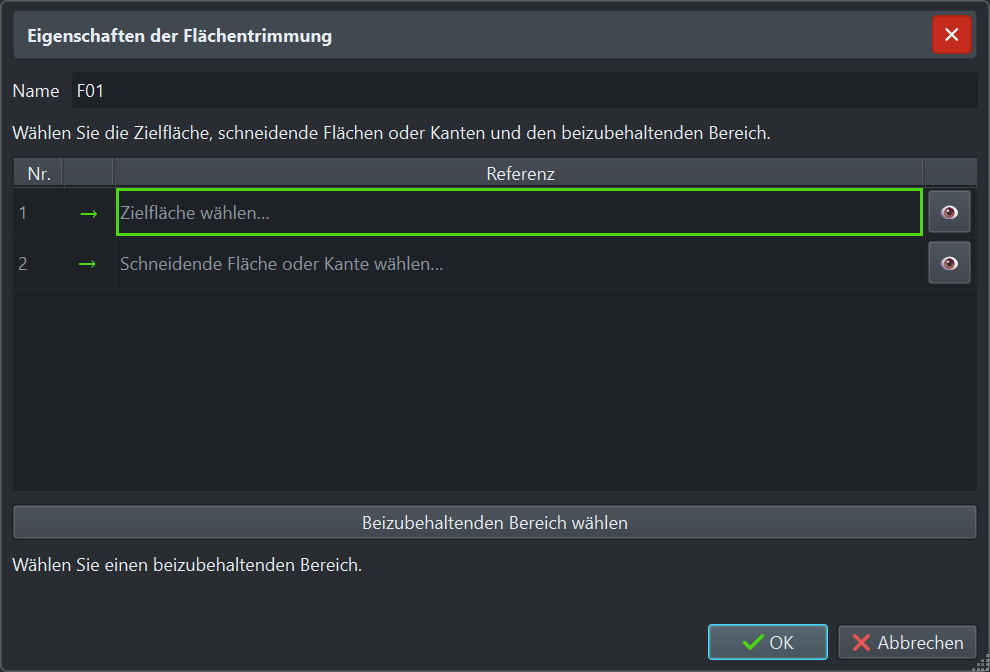 Eigenschaften der Flächentrimmung
Name F01
Wählen Sie die Zielfläche, schneidende Flächen oder Kanten und den beizubehaltenden Bereich.
Nr. Referenz
1 → Zielfläche wählen...
2 → Schneidende Fläche oder Kante wählen...
Beizubehaltenden Bereich wählen
Wählen Sie einen beizubehaltenden Bereich.
OK Abbrechen